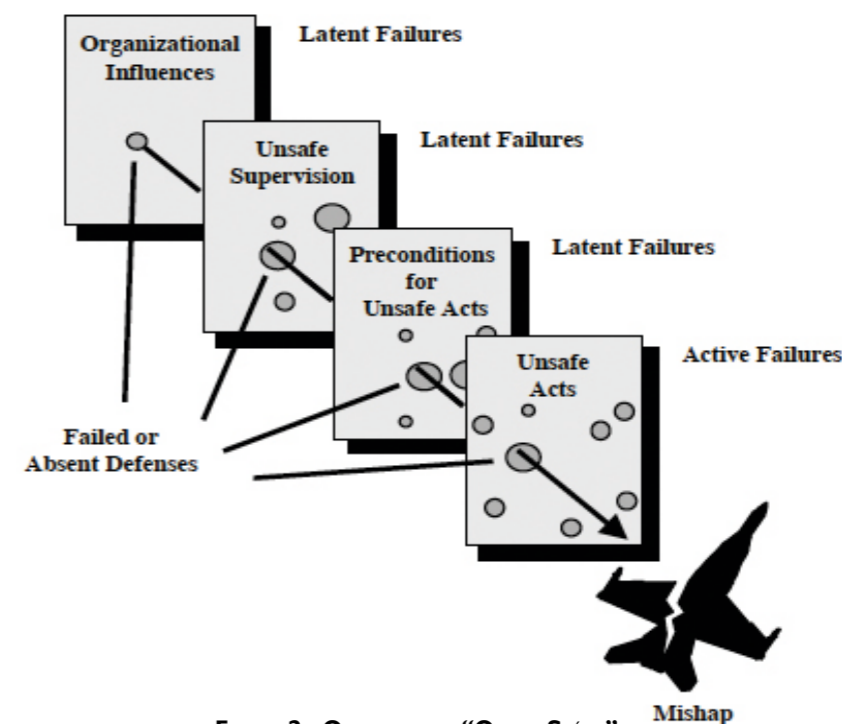 Organizational
Influences
Latent Failures
Unsafe
Supervision
Latent Failures
Preconditions
for
Unsafe Acts
Latent Failures
Unsafe
Acts
Active Failures
Failed or
Absent Defenses
Mishap